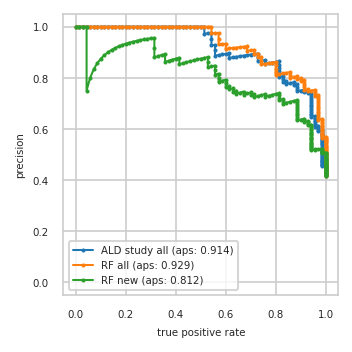 1.0
0.8
0.6
0.4
0.2
0.0
precision
ALD study all (aps: 0.914)
RF all (aps: 0.929)
RF new (aps: 0.812)
0.0 0.2 0.4 0.6 0.8 1.0
true positive rate